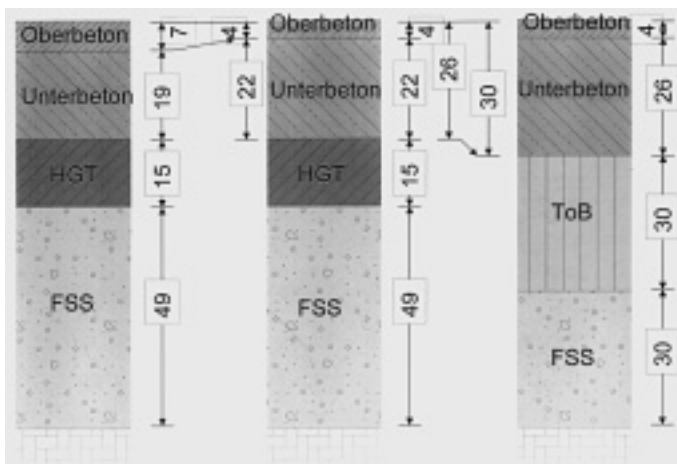 Oberbeton
7
4
Unterbeton
19
22
HGT
15
FSS
49
Oberbeton
4
Unterbeton
22
26
30
HGT
15
FSS
49
Oberbeton
4
Unterbeton
26
ToB
30
FSS
30